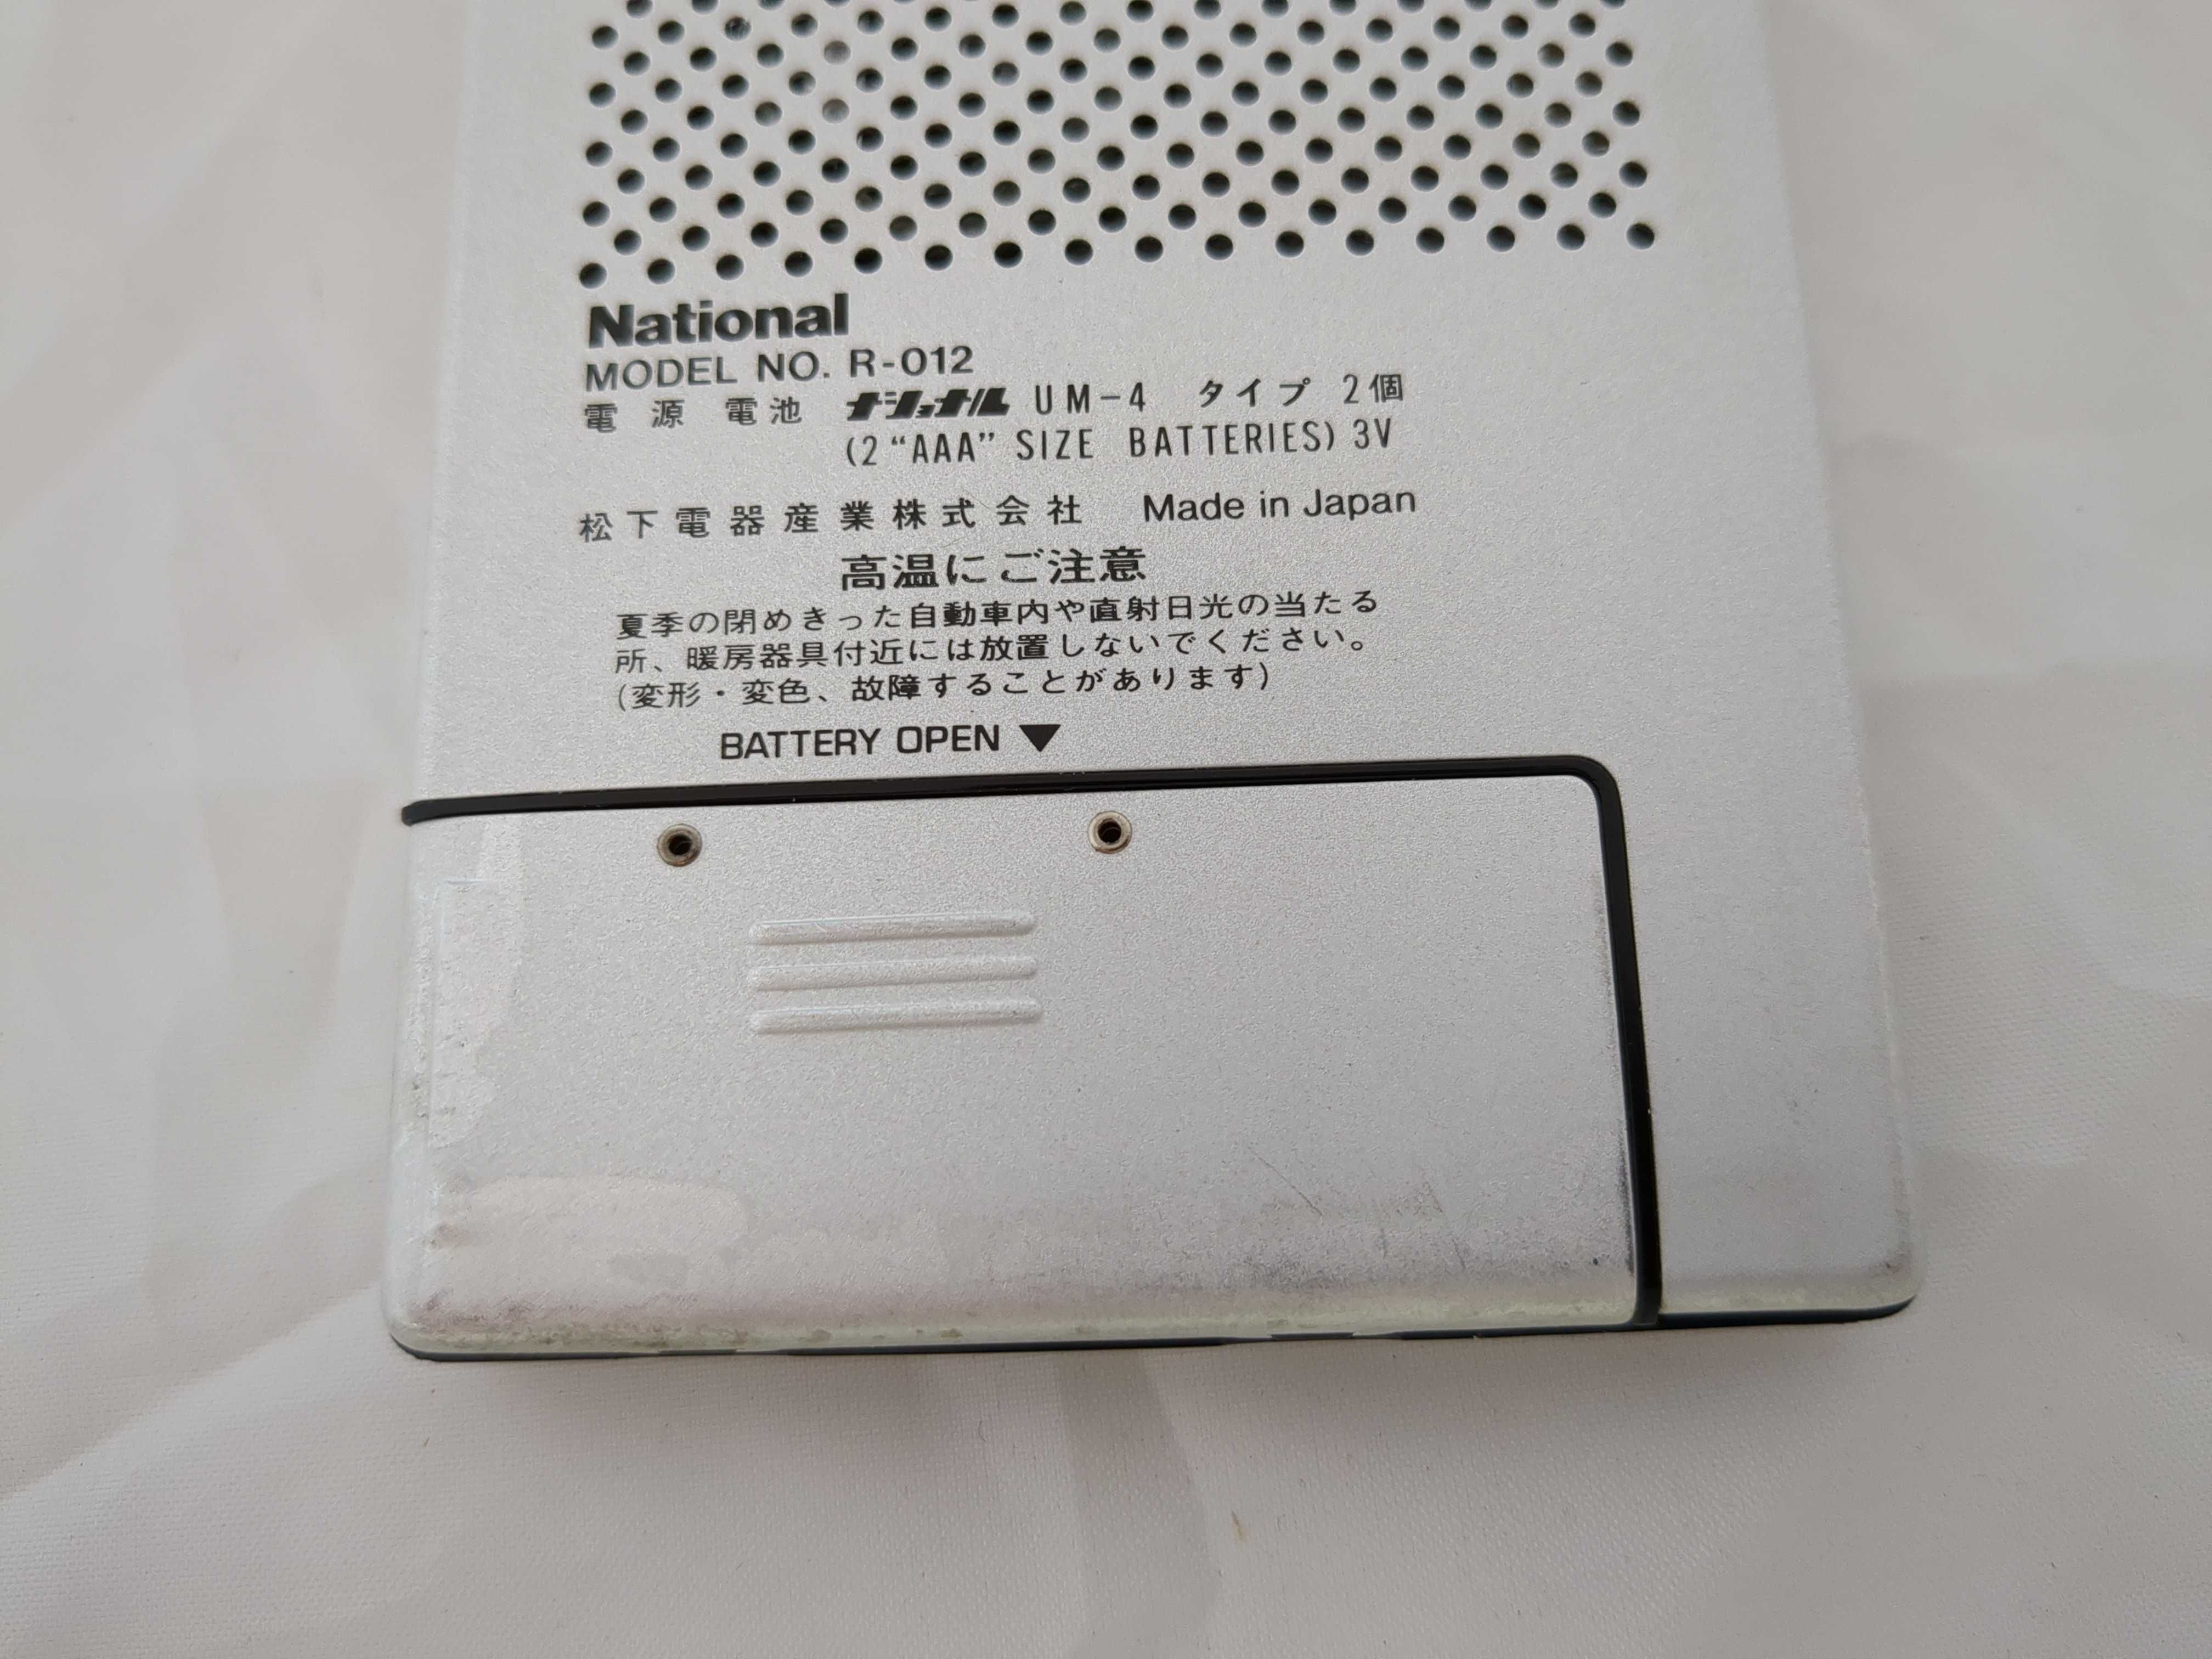 National
MODEL NO. R-012
電源電池 ナショナル UM-4 タイプ 2個
(2 “AAA” SIZE BATTERIES) 3V
松下電器産業株式会社 Made in Japan
高温にご注意
夏季の閉めきった自動車内や直射日光の当たる
所、暖房器具付近には放置しないでください。
(変形・変色、故障することがあります)
BATTERY OPEN ▼